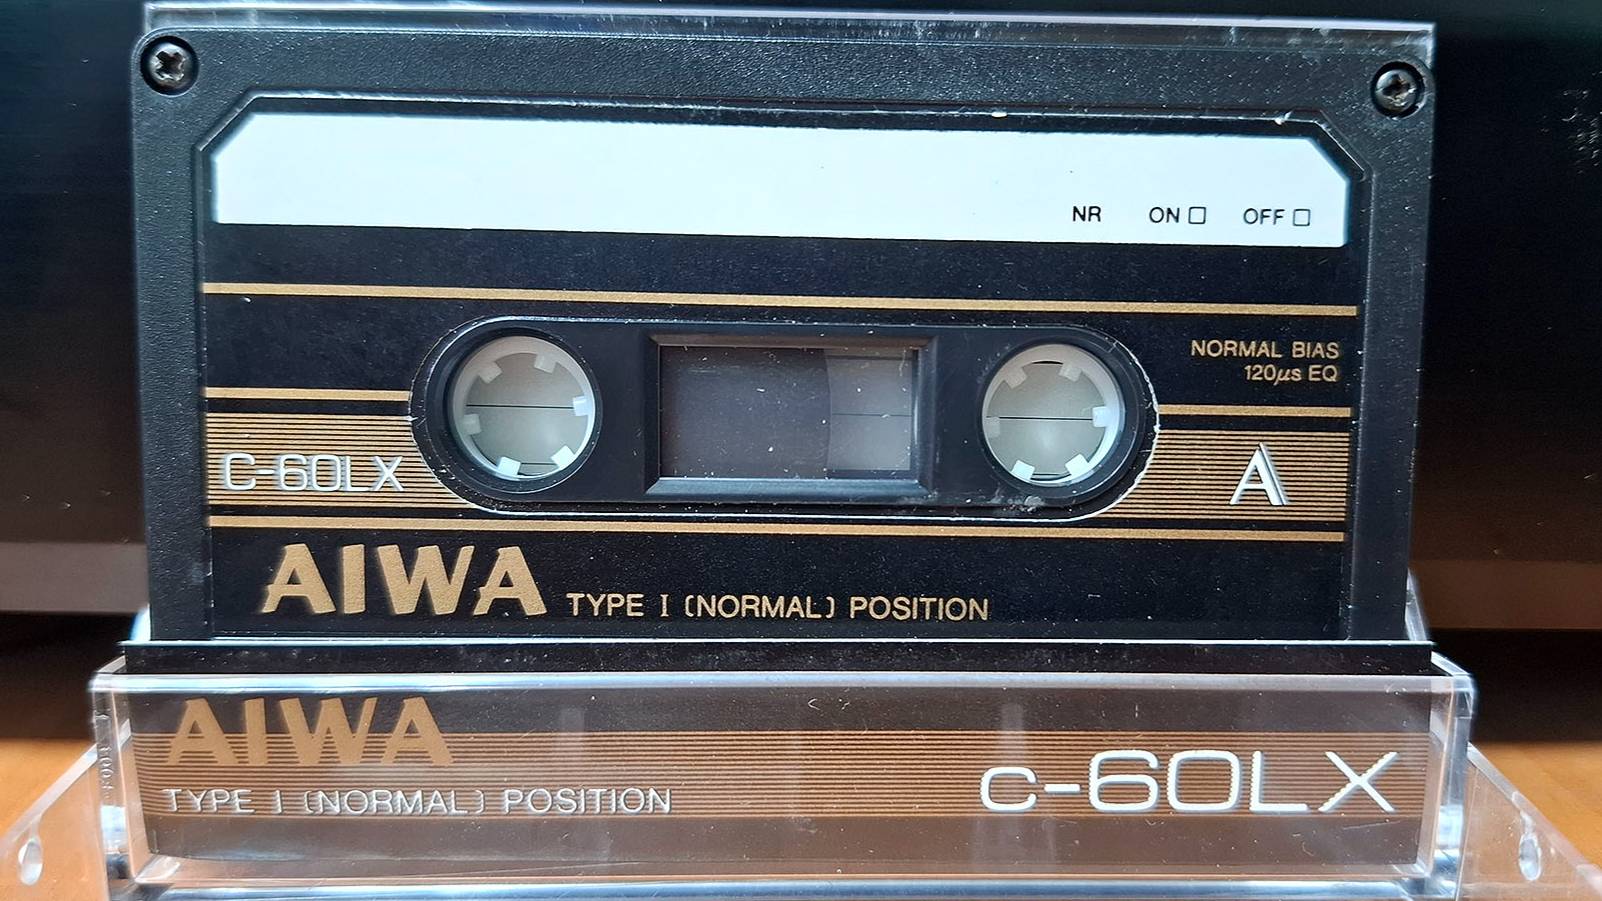 NR ON OFF
NORMAL BIAS
120µs EQ
C-60LX
A
AIWA TYPE I (NORMAL) POSITION
AIWA
TYPE I (NORMAL) POSITION
C-60LX